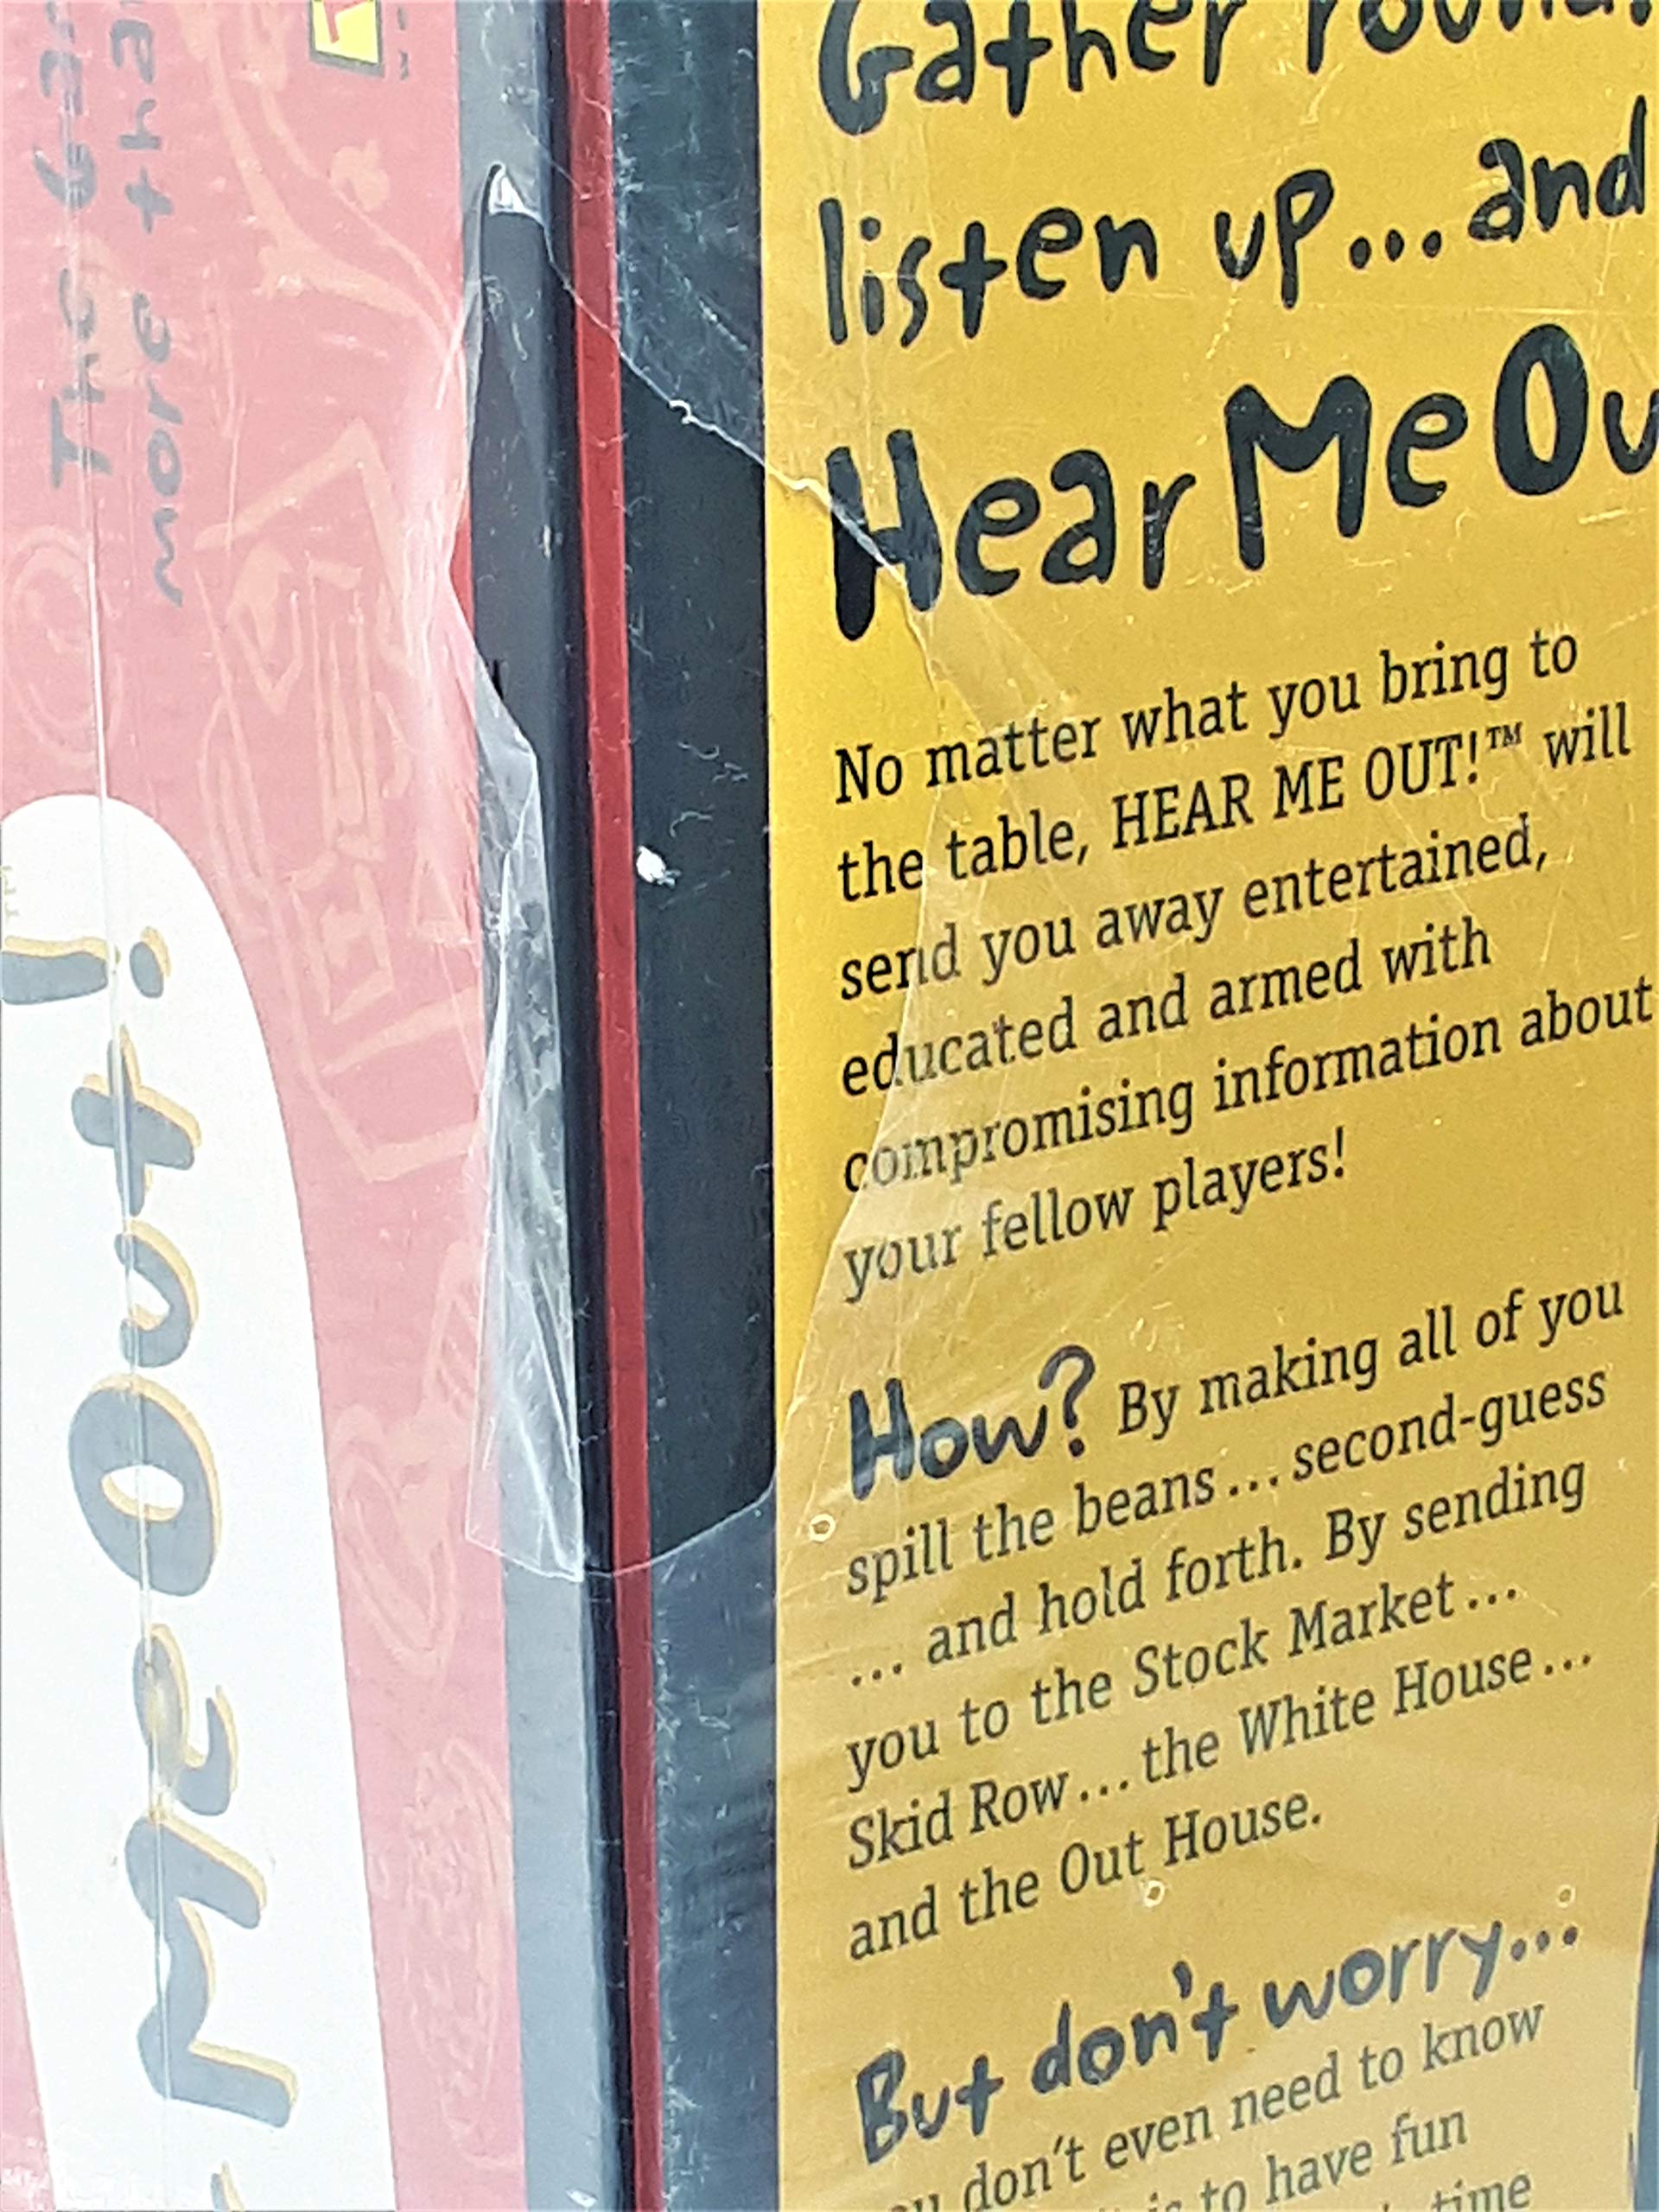 The
more
Me Out!
Gather
listen up...and
Hear Me Ou
No matter what you bring to
the table, HEAR ME OUT!™ will
send you away entertained,
educated and armed with
compromising information about
your fellow players!
How? By making all of you
spill the beans...second-guess
... and hold forth. By sending
you to the Stock Market...
Skid Row...the White House...
and the Out House.
But don't worry...
don't even need to know
to have fun
time